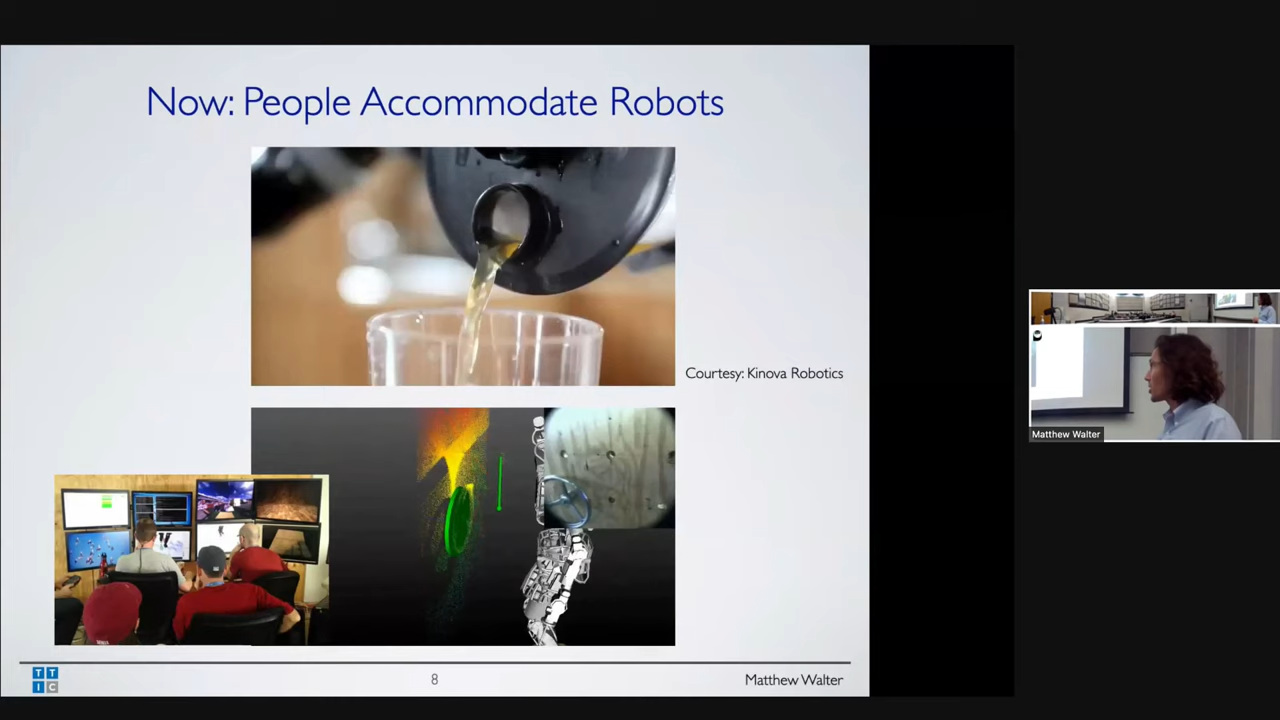 Now: People Accommodate Robots
Courtesy: Kinova Robotics
Matthew Walter
T T
I C
8
Matthew Walter